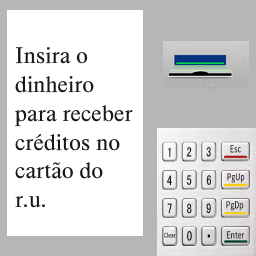 Insira o
dinheiro
para receber
créditos no
cartão do
r.u.
1 2 3 Esc
4 5 6 PgUp
7 8 9 PgDp
Clear 0 • Enter